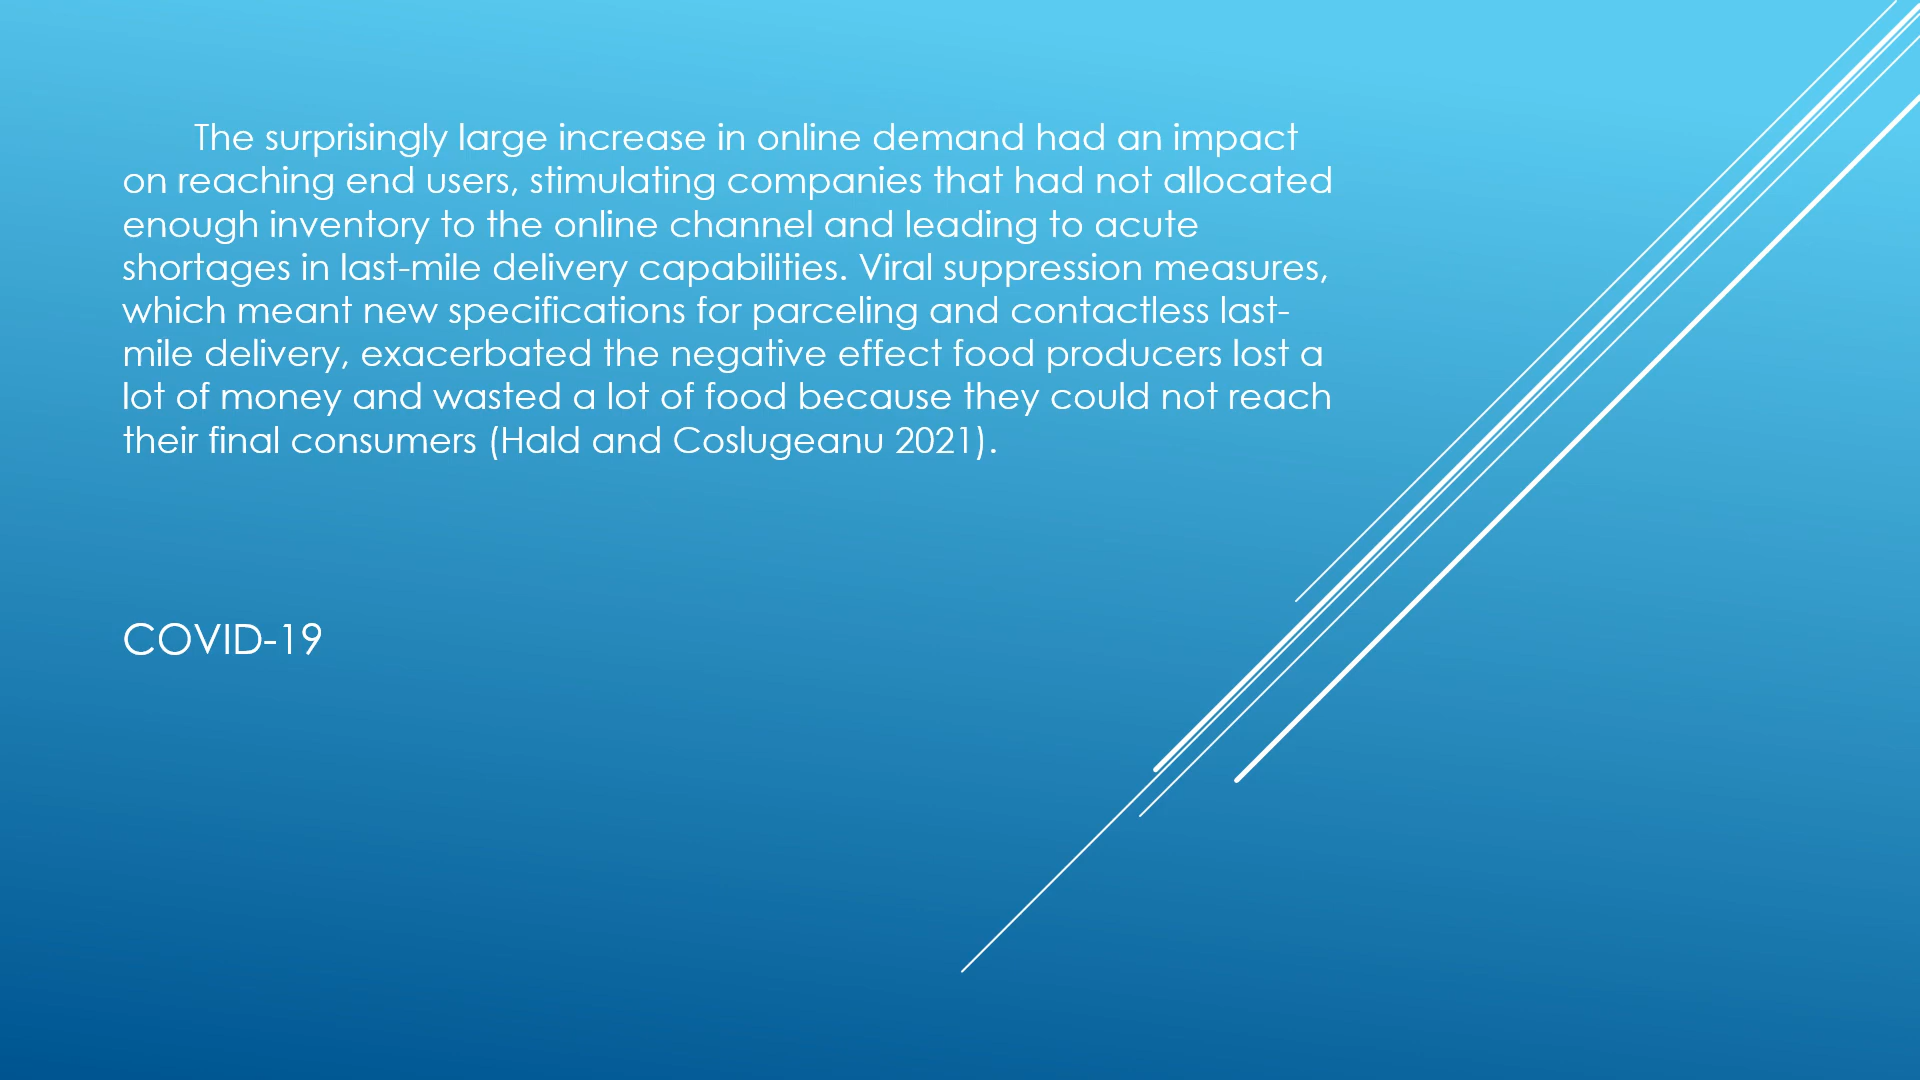 The surprisingly large increase in online demand had an impact
on reaching end users, stimulating companies that had not allocated
enough inventory to the online channel and leading to acute
shortages in last-mile delivery capabilities. Viral suppression measures,
which meant new specifications for parceling and contactless last-
mile delivery, exacerbated the negative effect food producers lost a
lot of money and wasted a lot of food because they could not reach
their final consumers (Hald and Coslugeanu 2021).
COVID-19